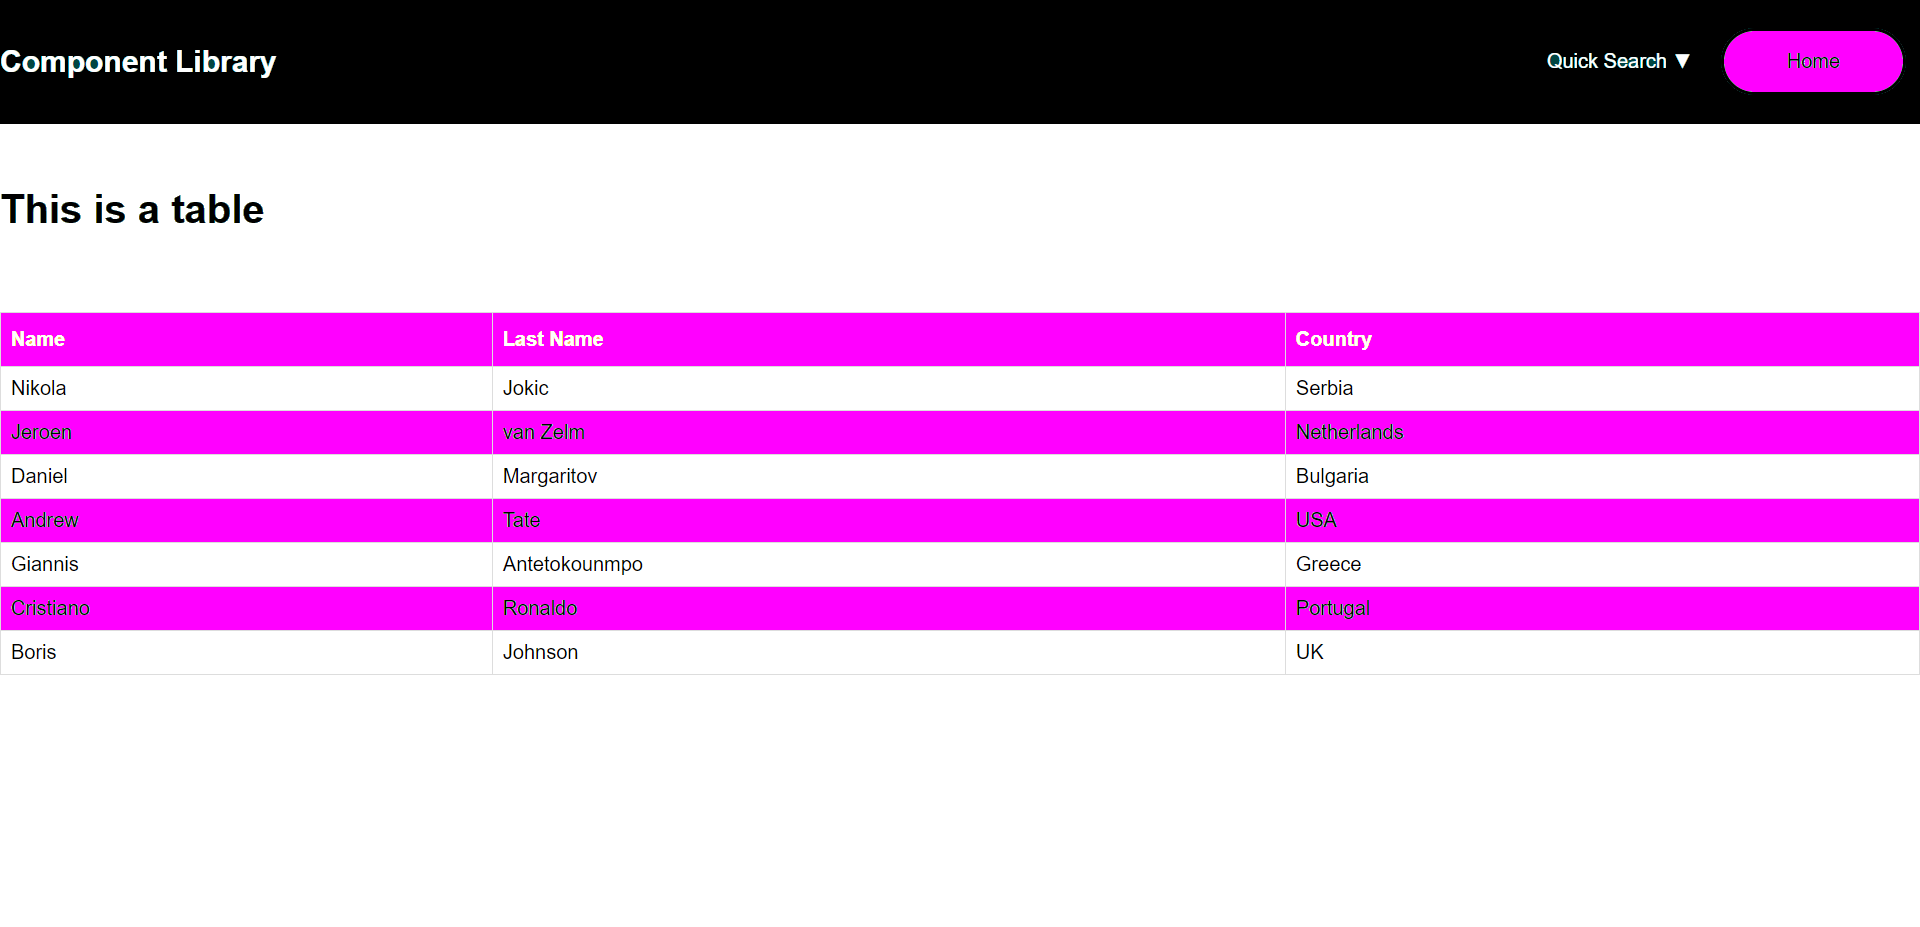 Component Library Quick Search ▼ Home
This is a table
Name Last Name Country
Nikola Jokic Serbia
Jeroen van Zelm Netherlands
Daniel Margaritov Bulgaria
Andrew Tate USA
Giannis Antetokounmpo Greece
Cristiano Ronaldo Portugal
Boris Johnson UK